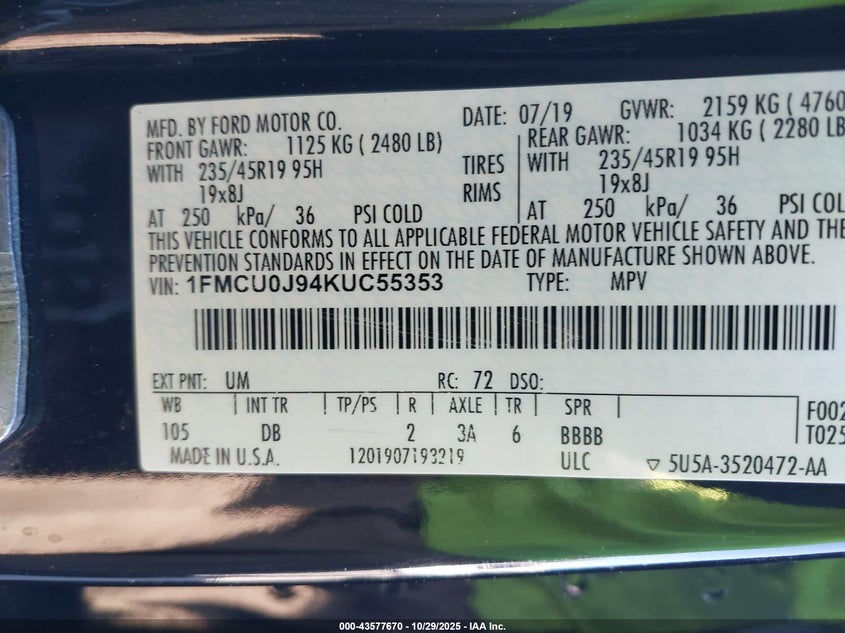 MFD. BY FORD MOTOR CO. DATE: 07/19 GVWR: 2159 KG ( 4760
FRONT GAWR: 1125 KG ( 2480 LB) REAR GAWR: 1034 KG ( 2280 LB
WITH 235/45R19 95H TIRES WITH 235/45R19 95H
19x8J RIMS 19x8J
AT 250 kPa/ 36 PSI COLD AT 250 kPa/ 36 PSI COL
THIS VEHICLE CONFORMS TO ALL APPLICABLE FEDERAL MOTOR VEHICLE SAFETY AND THE
PREVENTION STANDARDS IN EFFECT ON THE DATE OF MANUFACTURE SHOWN ABOVE.
VIN: 1FMCU0J94KUC55353 TYPE: MPV
EXT PNT: UM RC: 72 DSO:
WB INT TR TP/PS R AXLE TR SPR F002
105 DB 2 3A 6 BBBB T025
MADE IN U.S.A. 1201907193219 ULC 5U5A-3520472-AA
000-43577670 - 10/29/2025 - IAA Inc.